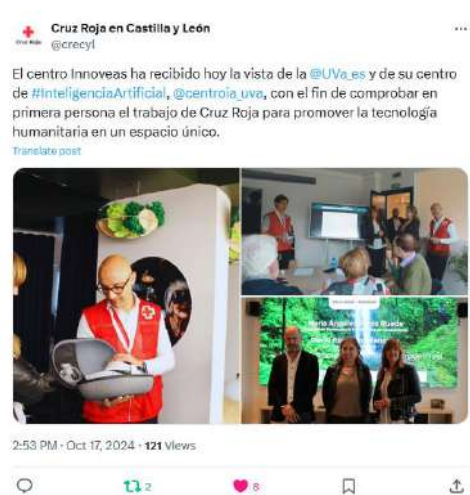 Cruz Roja en Castilla y León
@crecyl
El centro Innoveas ha recibido hoy la vista de la @UVa_es y de su centro
de #InteligenciaArtificial, @centroia_uva, con el fin de comprobar en
primera persona el trabajo de Cruz Roja para promover la tecnología
humanitaria en un espacio único.
Translate post
2:53 PM · Oct 17, 2024 · 121 Views
2
8